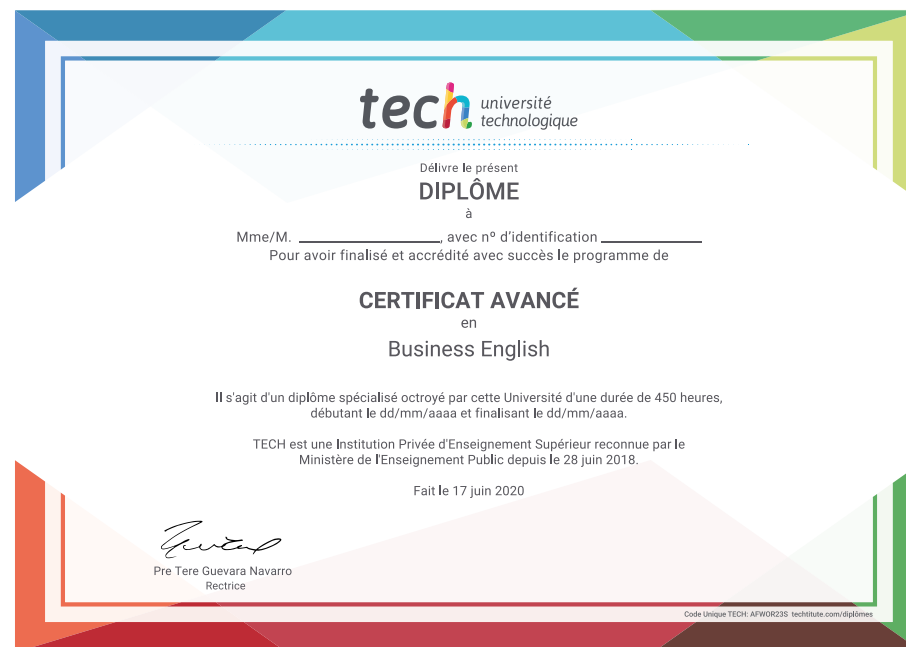 tech université
technologique
Délivre le présent
DIPLÔME
à
Mme/M. ____________________, avec nº d'identification ______________
Pour avoir finalisé et accrédité avec succès le programme de
CERTIFICAT AVANCÉ
en
Business English
Il s'agit d'un diplôme spécialisé octroyé par cette Université d'une durée de 450 heures,
débutant le dd/mm/aaaa et finalisant le dd/mm/aaaa.
TECH est une Institution Privée d'Enseignement Supérieur reconnue par le
Ministère de l'Enseignement Public depuis le 28 juin 2018.
Fait le 17 juin 2020
Pre Tere Guevara Navarro
Rectrice
Code Unique TECH: AFWOR23S techtitute.com/diplômes